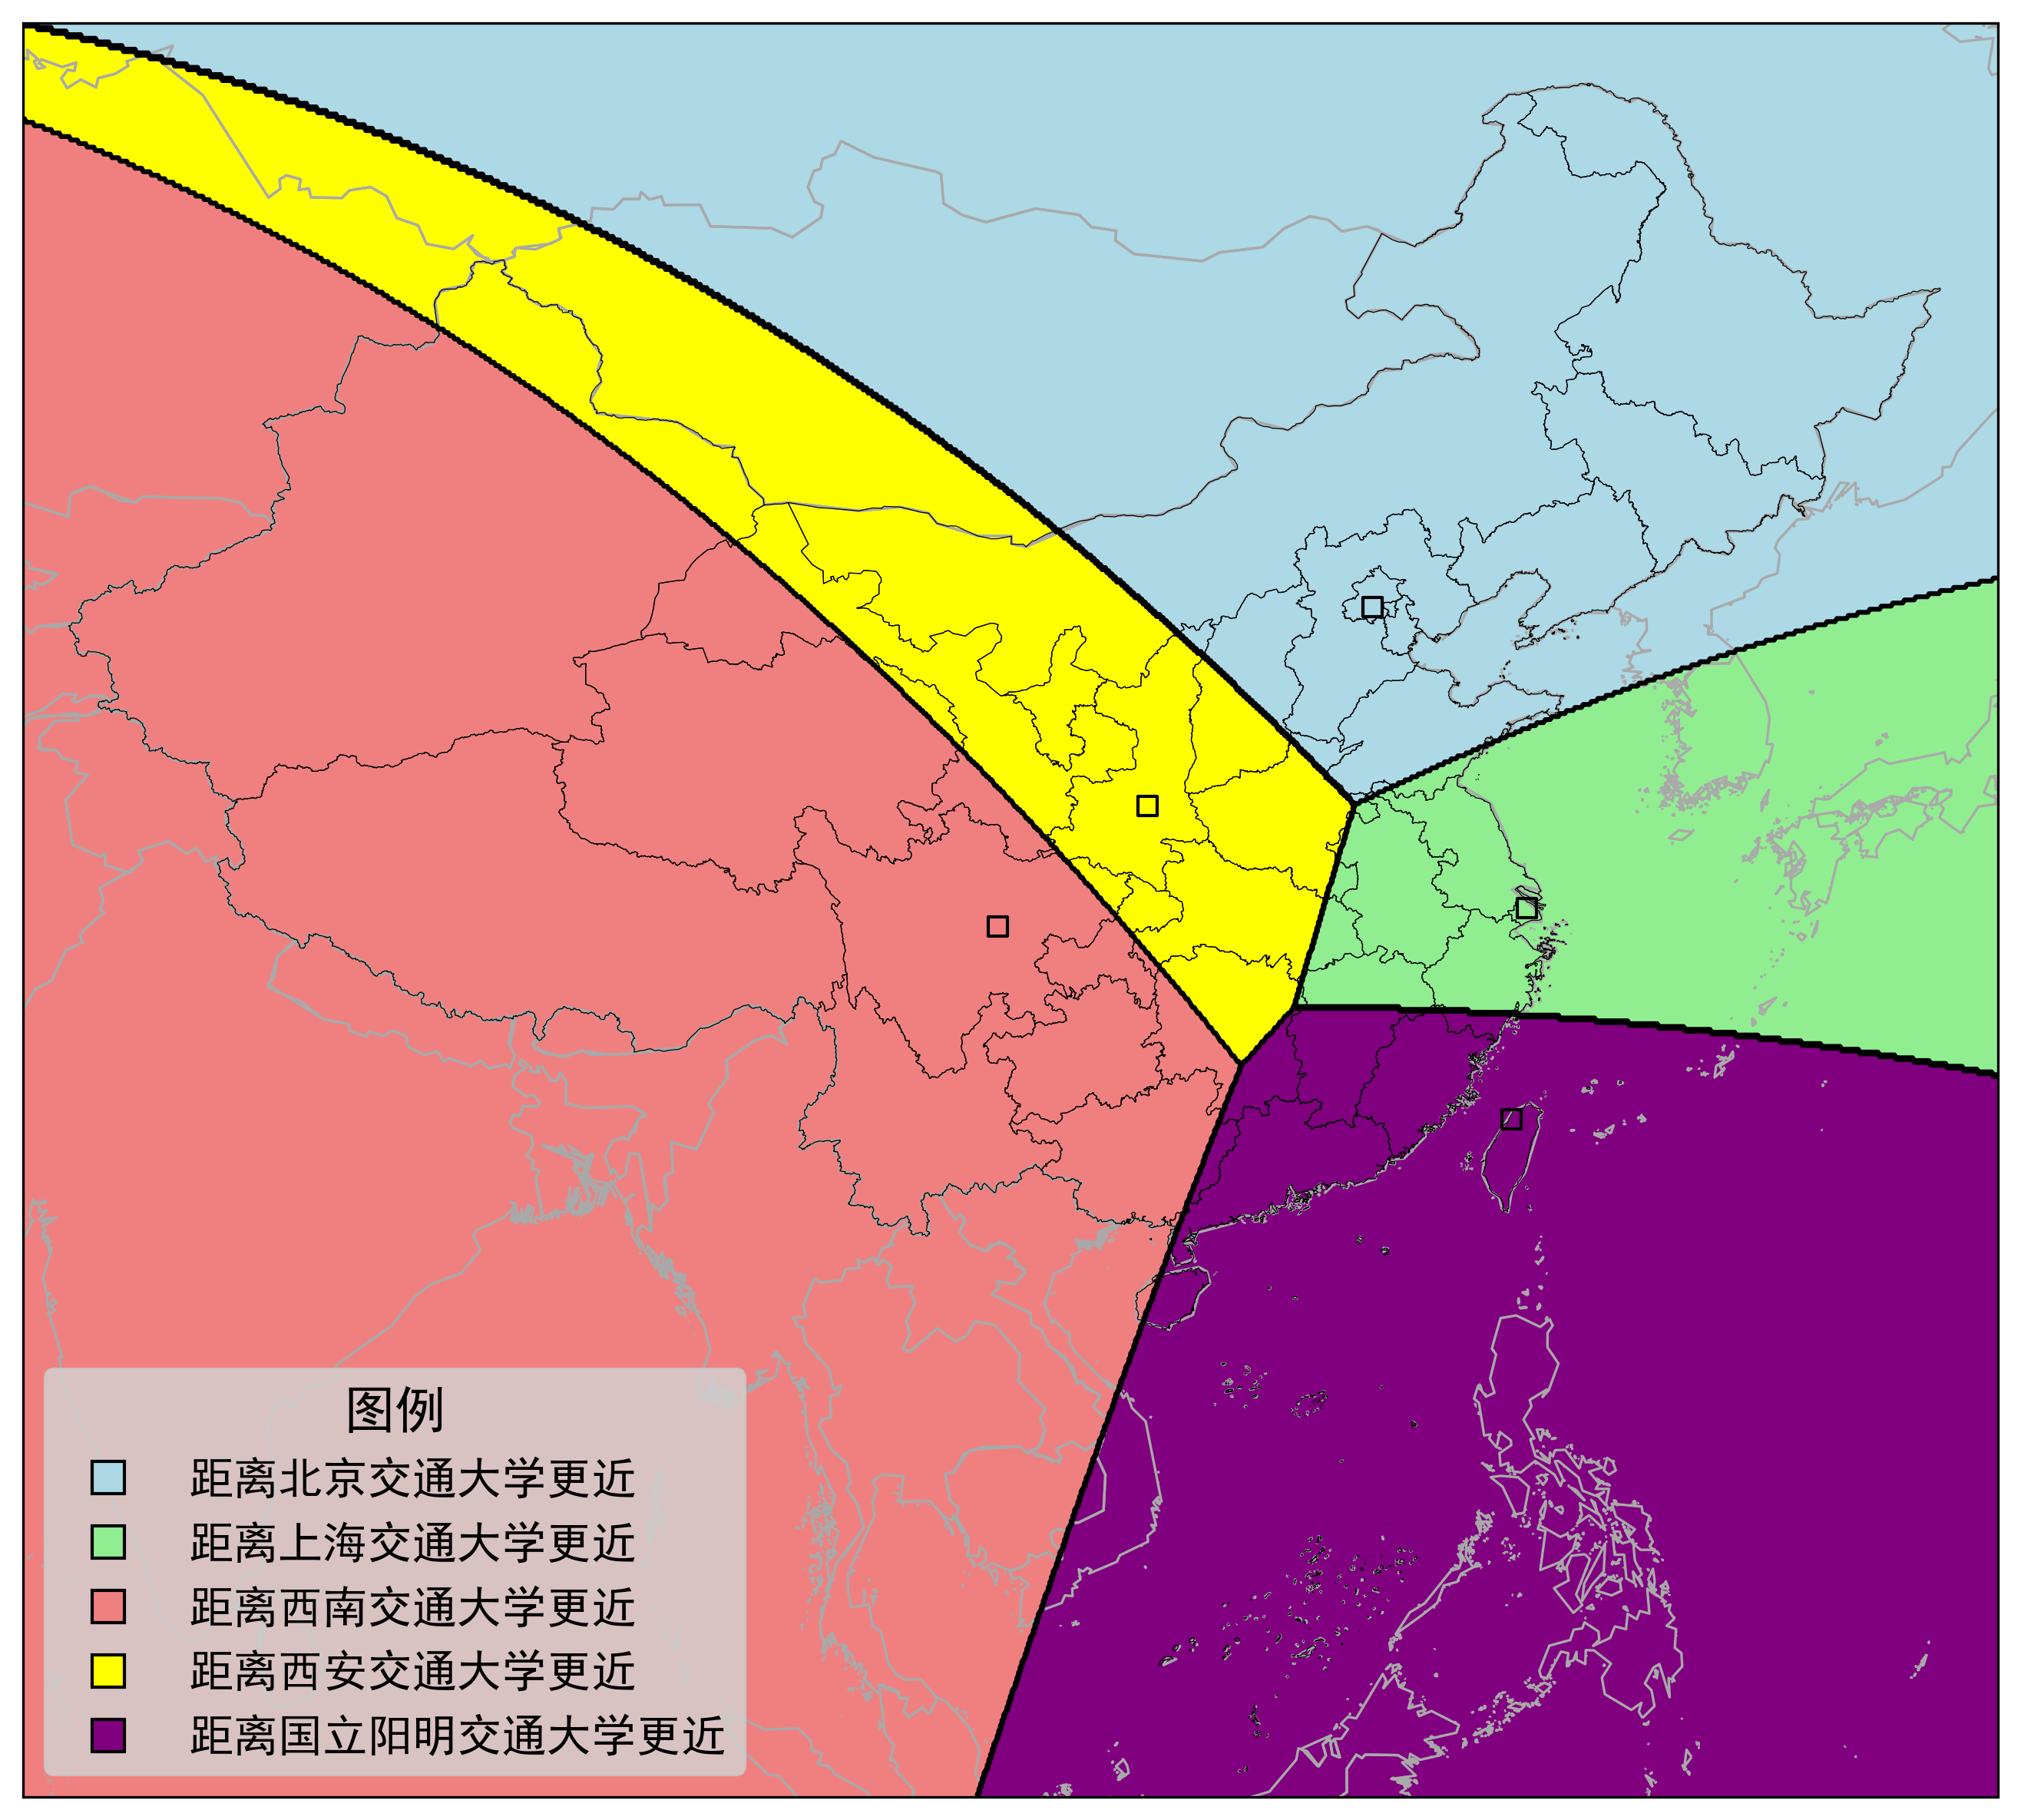 图例
距离北京交通大学更近
距离上海交通大学更近
距离西南交通大学更近
距离西安交通大学更近
距离国立阳明交通大学更近